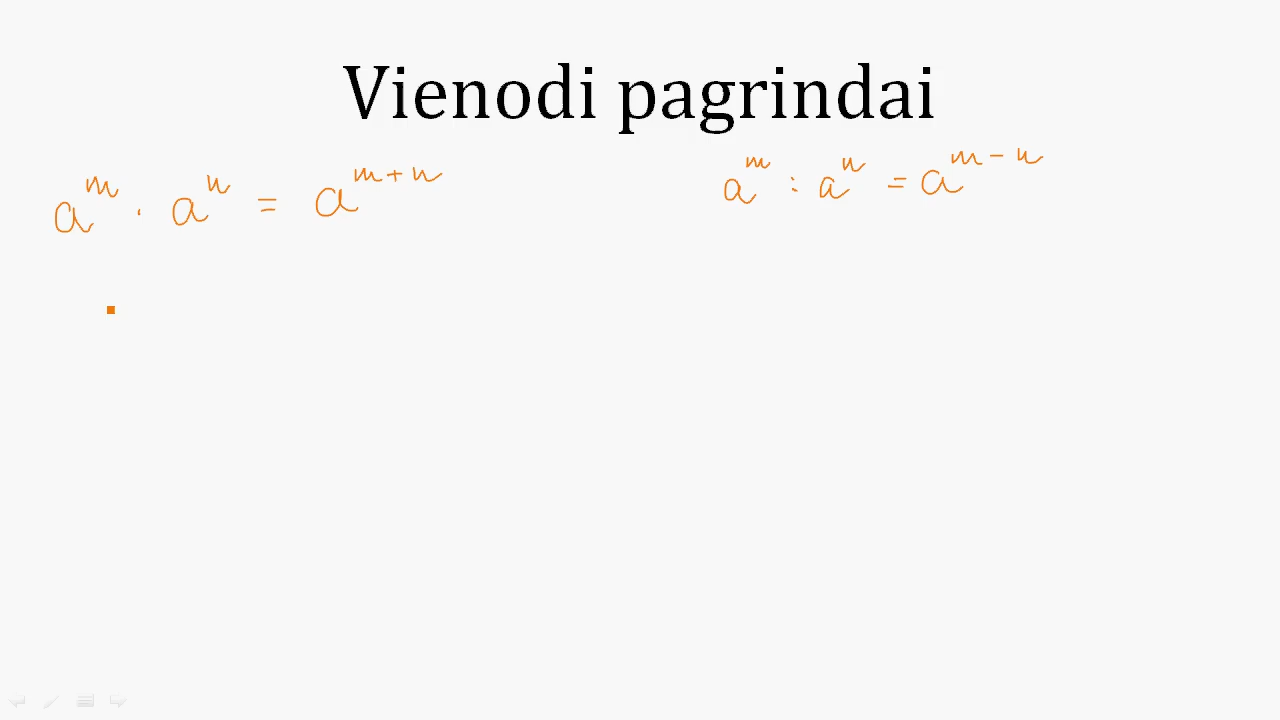 Vienodi pagrindai
a^m · a^n = a^{m+n}
a^m : a^n = a^{m-n}